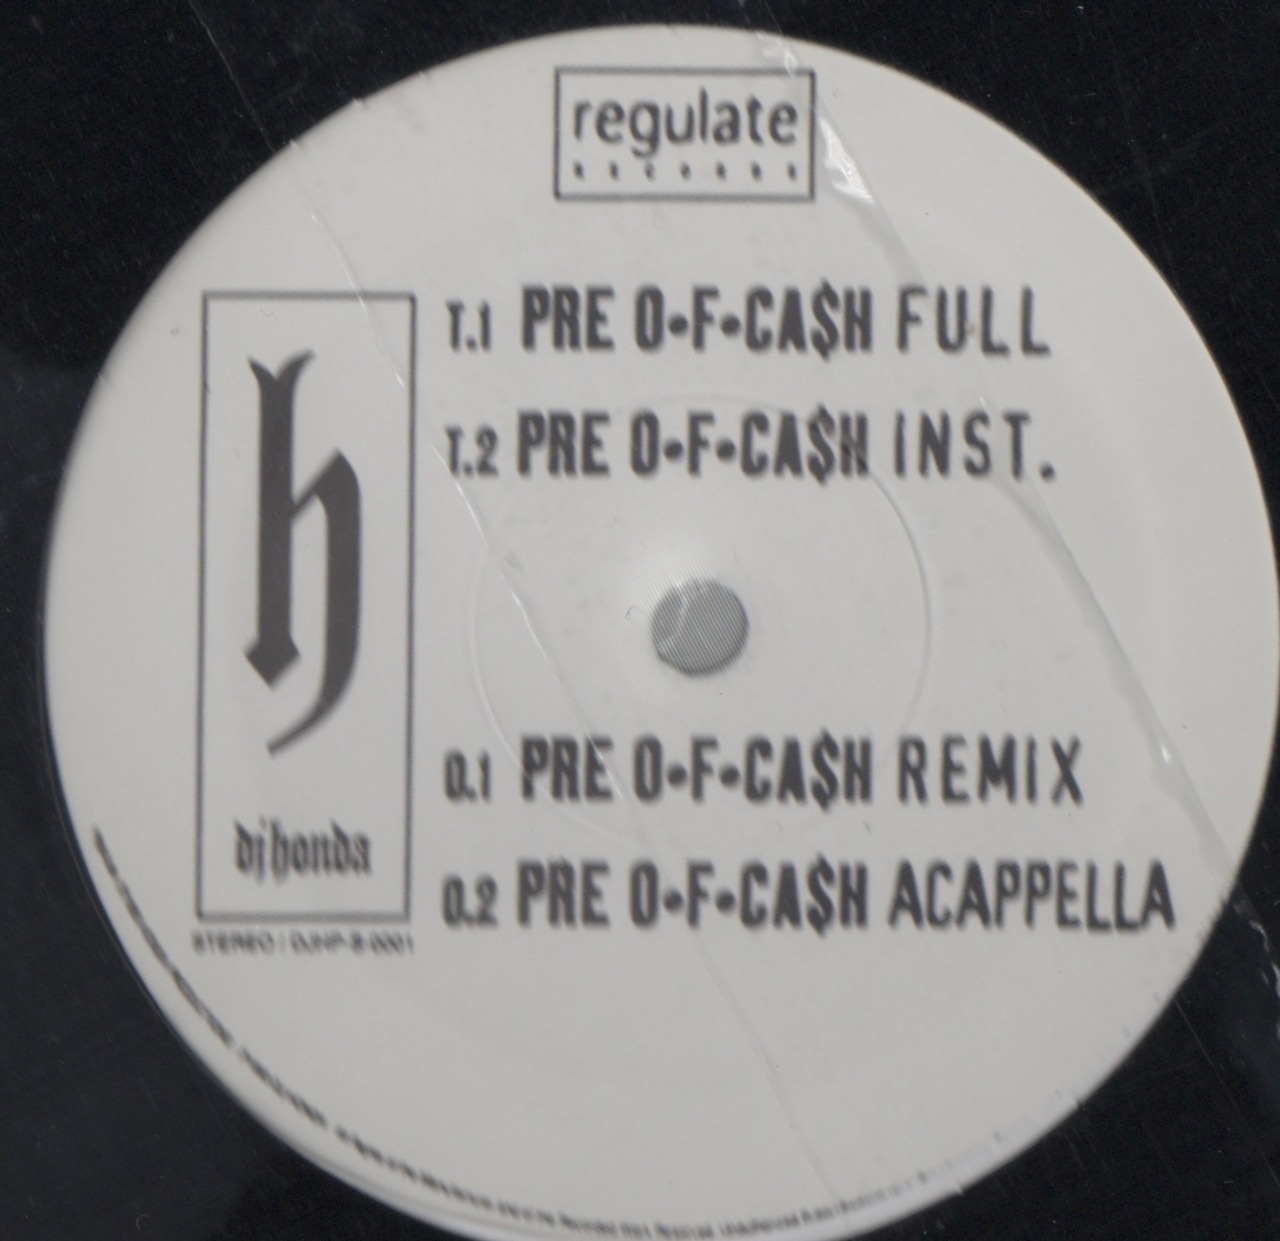 regulate
RECORDS
T.1 PRE O•F•CA$H FULL
T.2 PRE O•F•CA$H INST.
h
O.1 PRE O•F•CA$H REMIX
O.2 PRE O•F•CA$H ACAPPELLA
dj honda
STEREO / DJHP-S-0001